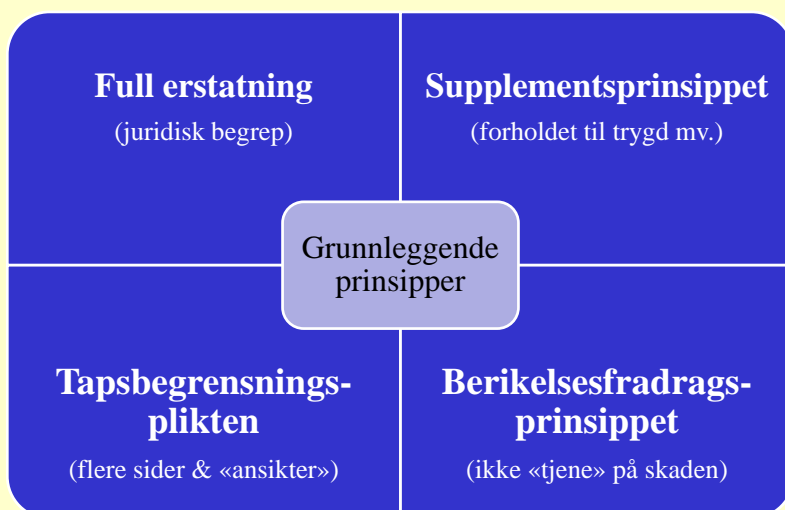 Full erstatning
(juridisk begrep)
Supplementsprinsippet
(forholdet til trygd mv.)
Grunnleggende
prinsipper
Tapsbegrensnings-
plikten
(flere sider & «ansikter»)
Berikelsesfradrags-
prinsippet
(ikke «tjene» på skaden)